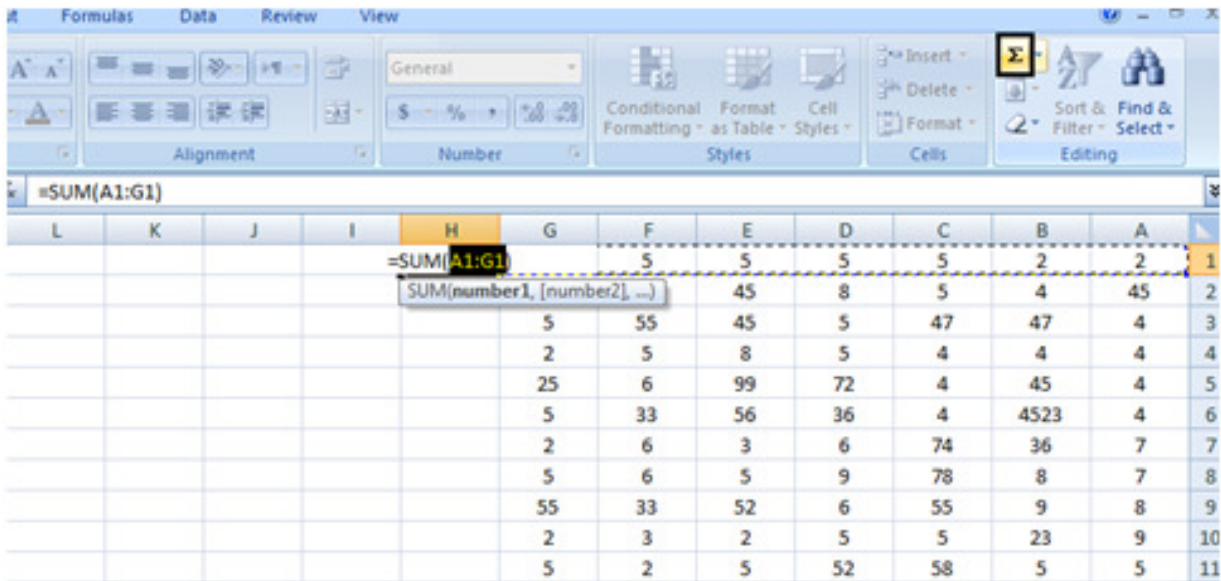 Formulas Data Review View
General
$ % ,
Conditional Formatting Format as Table Cell Styles
Insert
Delete
Format
Σ
Sort & Filter Find & Select
Alignment Number Styles Cells Editing
=SUM(A1:G1)
L K J I H G F E D C B A
=SUM(A1:G1) 5 5 5 5 2 2 1
SUM(number1, [number2], ...) 45 8 5 4 45 2
5 55 45 5 47 47 4 3
2 5 8 5 4 4 4 4
25 6 99 72 4 45 4 5
5 33 56 36 4 4523 4 6
2 6 3 6 74 36 7 7
5 6 5 9 78 8 7 8
55 33 52 6 55 9 8 9
2 3 2 5 5 23 9 10
5 2 5 52 58 5 5 11